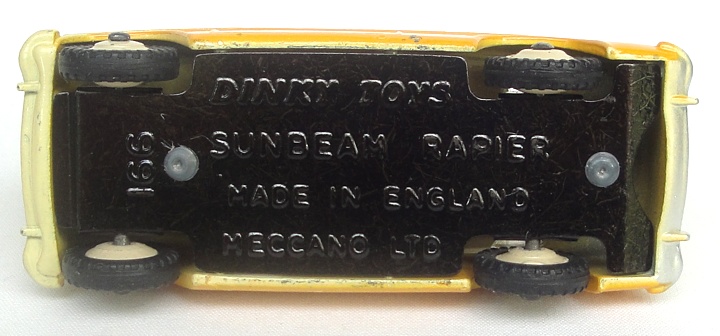 DINKY TOYS
SUNBEAM RAPIER
MADE IN ENGLAND
MECCANO LTD
166